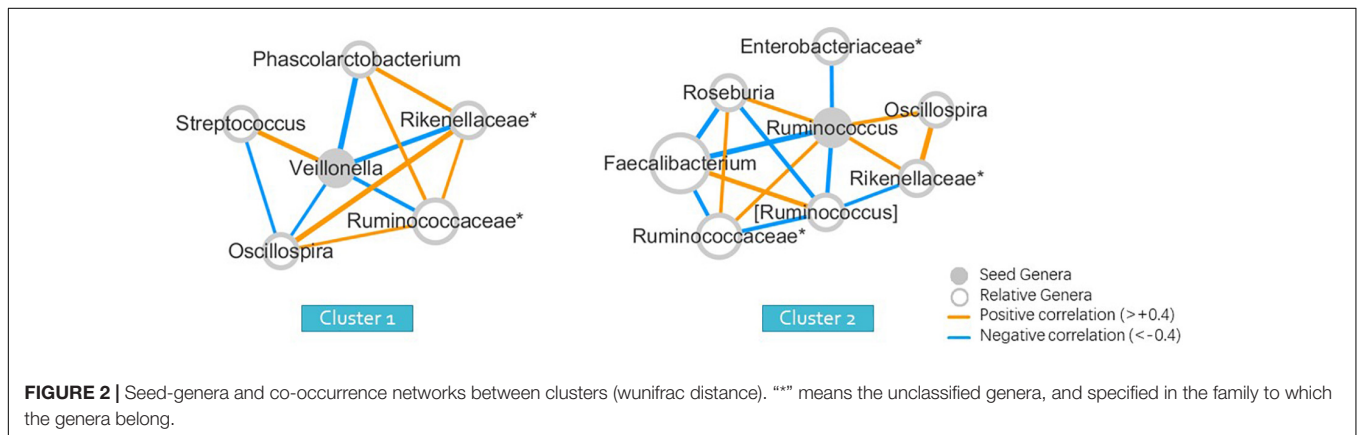 Phascolarctobacterium
Streptococcus
Rikenellaceae*
Veillonella
Ruminococcaceae*
Oscillospira
Cluster 1
Enterobacteriaceae*
Roseburia
Oscillospira
Ruminococcus
Faecalibacterium
Rikenellaceae*
[Ruminococcus]
Ruminococcaceae*
Cluster 2
Seed Genera
Relative Genera
Positive correlation (>+0.4)
Negative correlation (<-0.4)
FIGURE 2 | Seed-genera and co-occurrence networks between clusters (wunifrac distance). “*” means the unclassified genera, and specified in the family to which
the genera belong.